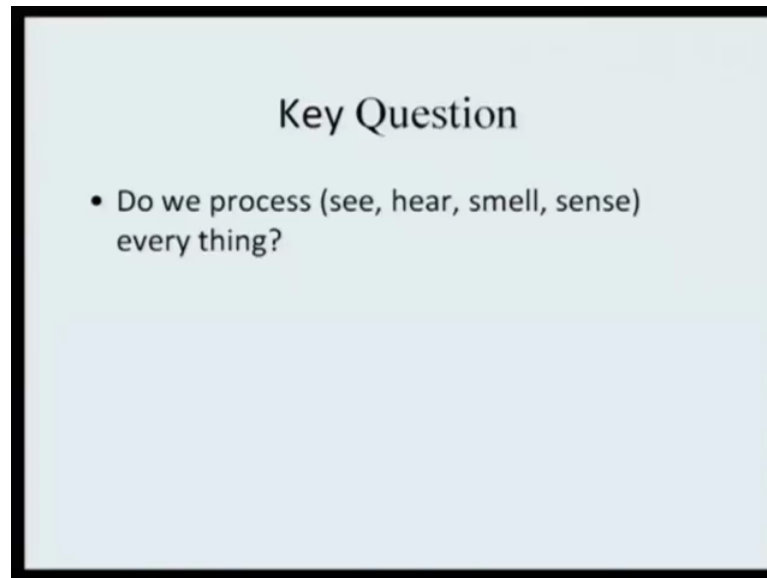 Key Question
• Do we process (see, hear, smell, sense)
every thing?